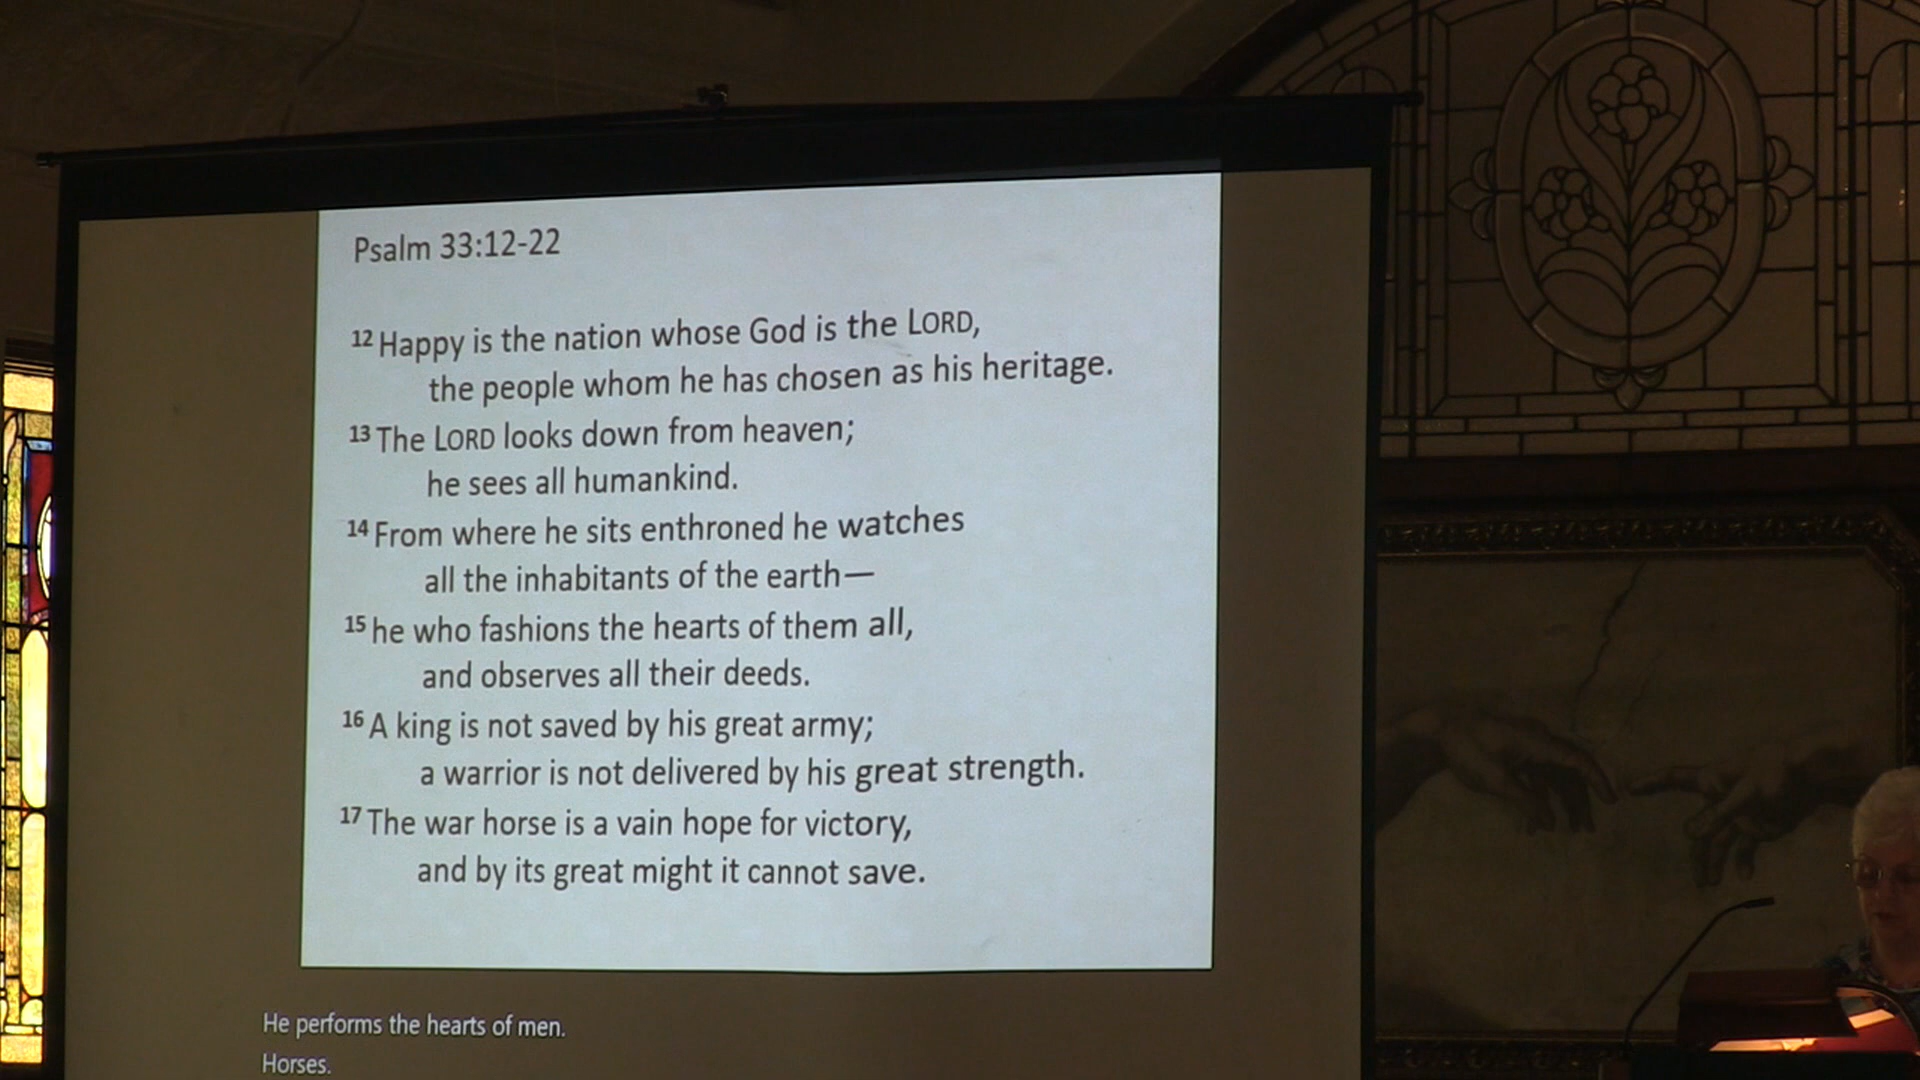 Psalm 33:12-22
12 Happy is the nation whose God is the LORD,
the people whom he has chosen as his heritage.
13 The LORD looks down from heaven;
he sees all humankind.
14 From where he sits enthroned he watches
all the inhabitants of the earth—
15 he who fashions the hearts of them all,
and observes all their deeds.
16 A king is not saved by his great army;
a warrior is not delivered by his great strength.
17 The war horse is a vain hope for victory,
and by its great might it cannot save.
He performs the hearts of men.
Horses.